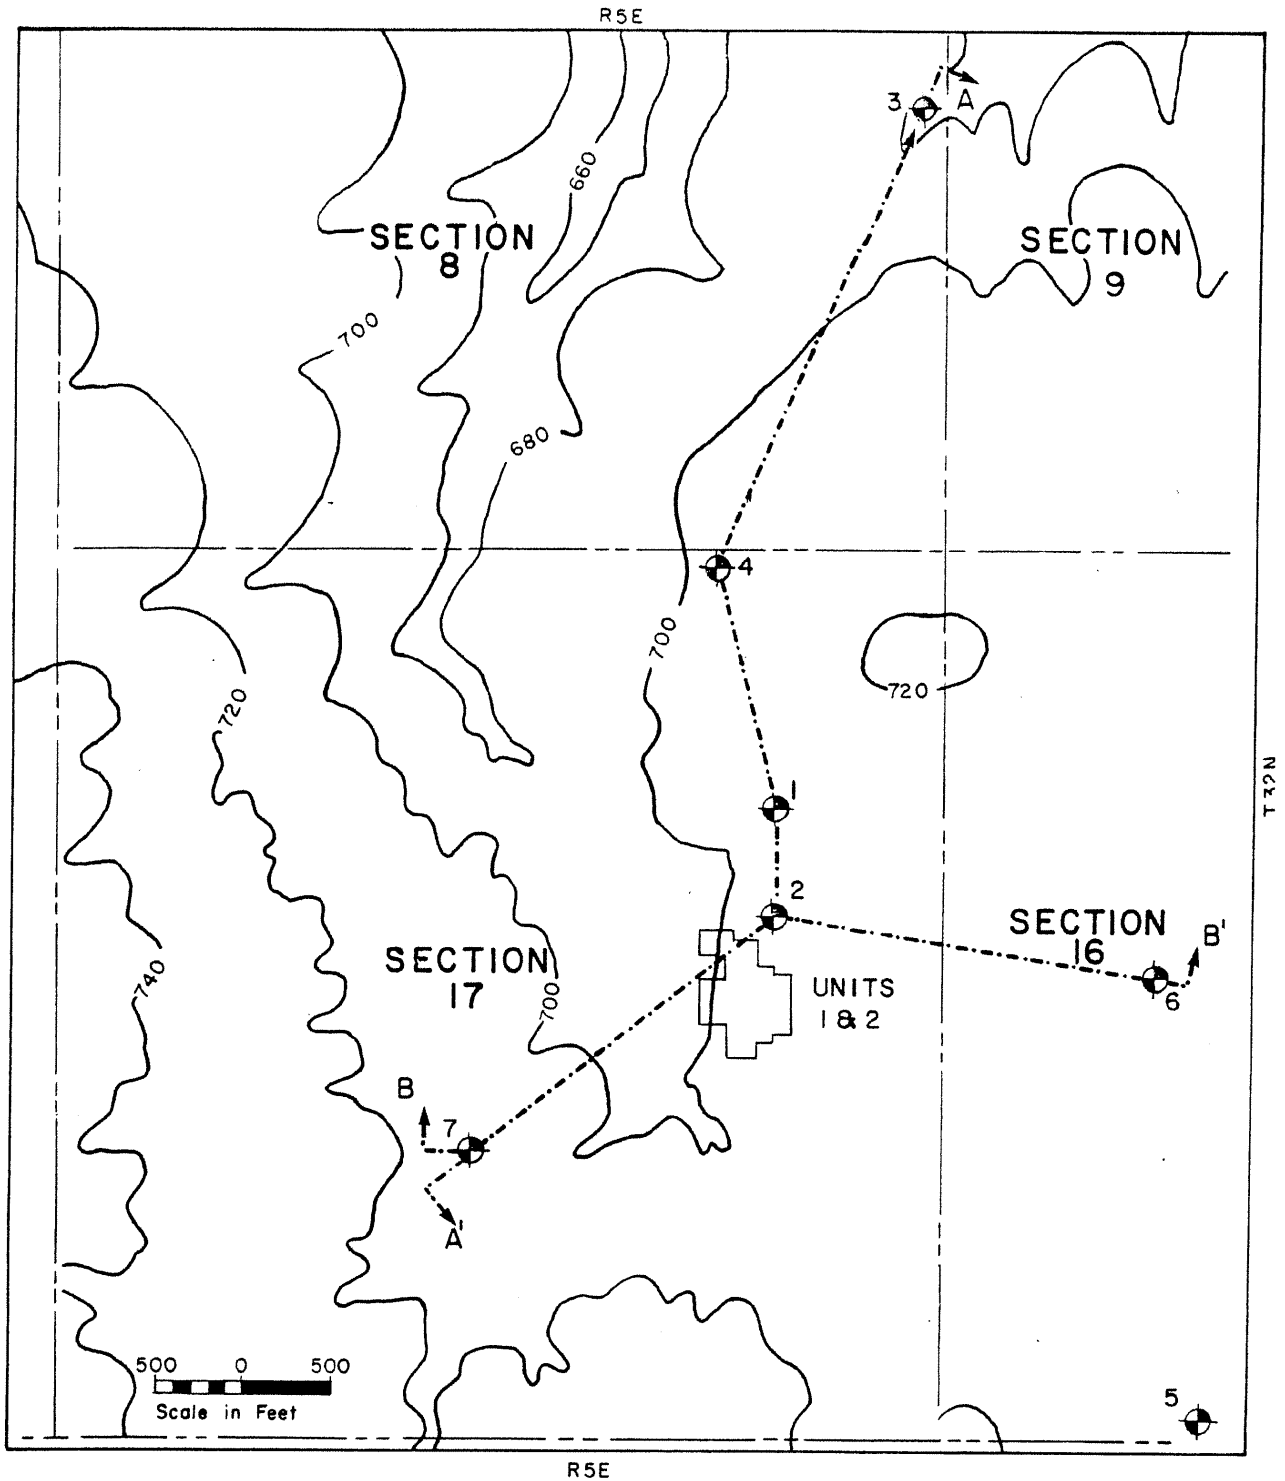 R5E
3
A
660
SECTION
8
SECTION
9
700
680
4
700
720
720
T32N
1
2
SECTION
16
B'
SECTION
17
740
UNITS
1 & 2
6
700
B
7
A'
500 0 500
Scale in Feet
5
R5E